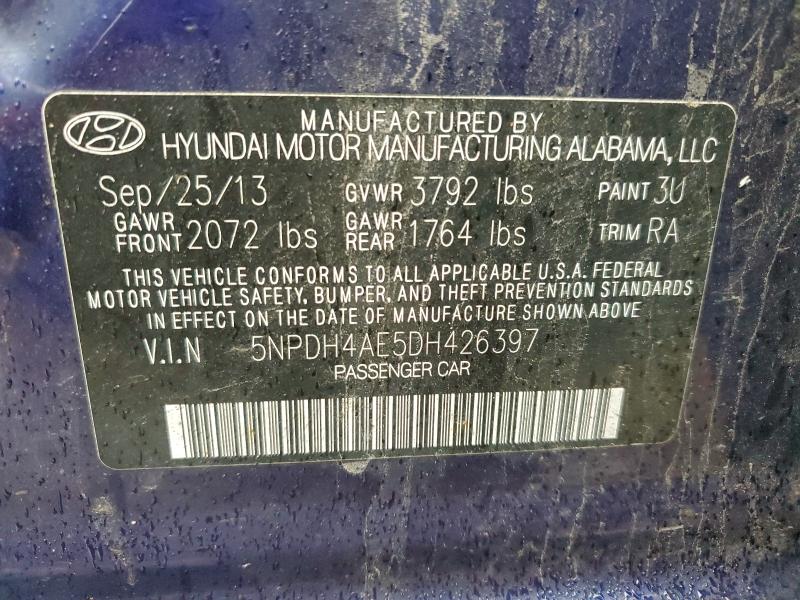 MANUFACTURED BY
HYUNDAI MOTOR MANUFACTURING ALABAMA, LLC
Sep/25/13 GVWR 3792 lbs PAINT 3U
GAWR FRONT 2072 lbs GAWR REAR 1764 lbs TRIM RA
THIS VEHICLE CONFORMS TO ALL APPLICABLE U.S.A. FEDERAL
MOTOR VEHICLE SAFETY, BUMPER, AND THEFT PREVENTION STANDARDS
IN EFFECT ON THE DATE OF MANUFACTURE SHOWN ABOVE
V.I.N 5NPDH4AE5DH426397
PASSENGER CAR